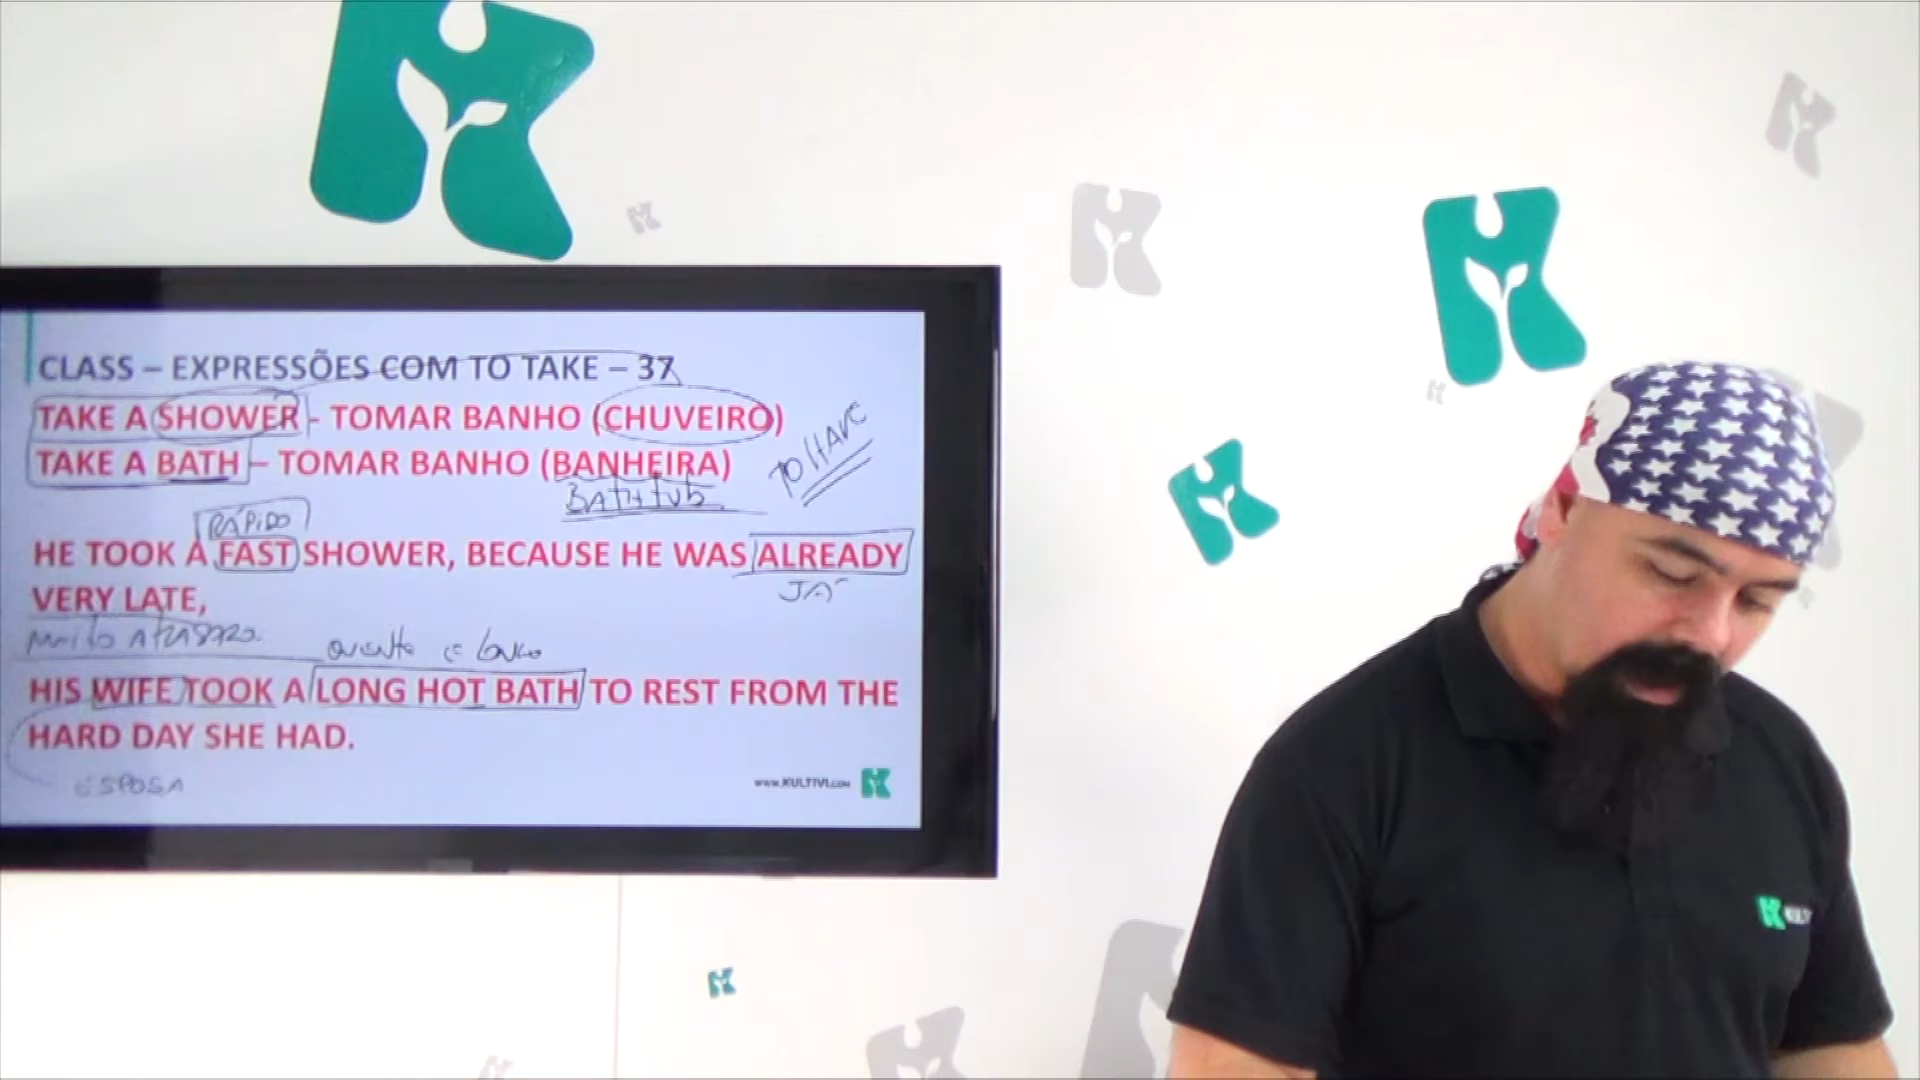 CLASS – EXPRESSÕES COM TO TAKE – 37
TAKE A SHOWER - TOMAR BANHO (CHUVEIRO)
TAKE A BATH – TOMAR BANHO (BANHEIRA)
TO HAVE
BATHTUB.
RÁPIDO
HE TOOK A FAST SHOWER, BECAUSE HE WAS ALREADY
JÁ
VERY LATE,
MUITO ATRASADO.
HIS WIFE TOOK A LONG HOT BATH TO REST FROM THE
HARD DAY SHE HAD.
ESPOSA
WWW.KULTIVI.COM